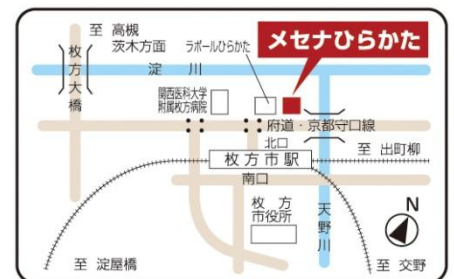 至 高槻
茨木方面
ラポールひらかた
メセナひらかた
枚方大橋
淀川
関西医科大学
附属枚方病院
府道・京都守口線
北口
至 出町柳
枚方市駅
南口
枚方
市役所
天野川
N
至 淀屋橋
至 交野